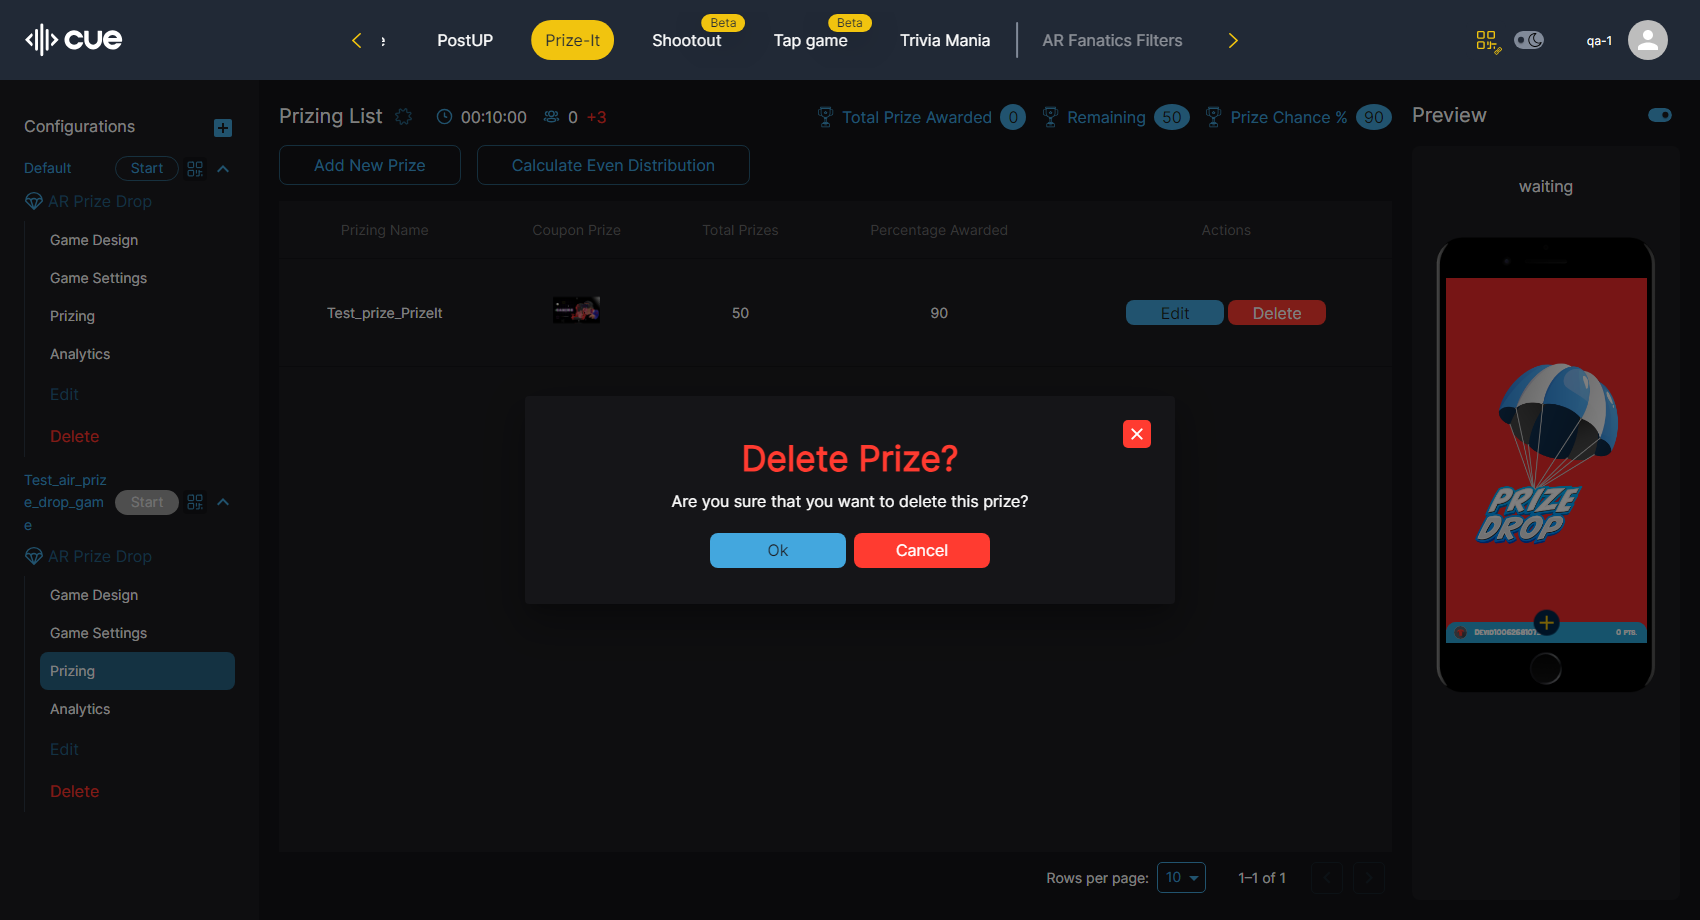 cue
e
PostUP
Prize-It
Beta
Shootout
Beta
Tap game
Trivia Mania
AR Fanatics Filters
qa-1
Configurations
Default
Start
AR Prize Drop
Game Design
Game Settings
Prizing
Analytics
Edit
Delete
Test_air_priz
e_drop_gam
e
Start
AR Prize Drop
Game Design
Game Settings
Prizing
Analytics
Edit
Delete
Prizing List 00:10:00 0 +3
Total Prize Awarded 0 Remaining 50 Prize Chance % 90
Add New Prize Calculate Even Distribution
Prizing Name Coupon Prize Total Prizes Percentage Awarded Actions
Test_prize_PrizeIt 50 90 Edit Delete
Delete Prize?
Are you sure that you want to delete this prize?
Ok Cancel
Rows per page: 10 1–1 of 1
Preview
waiting
PRIZE
DROP
0 PTS.